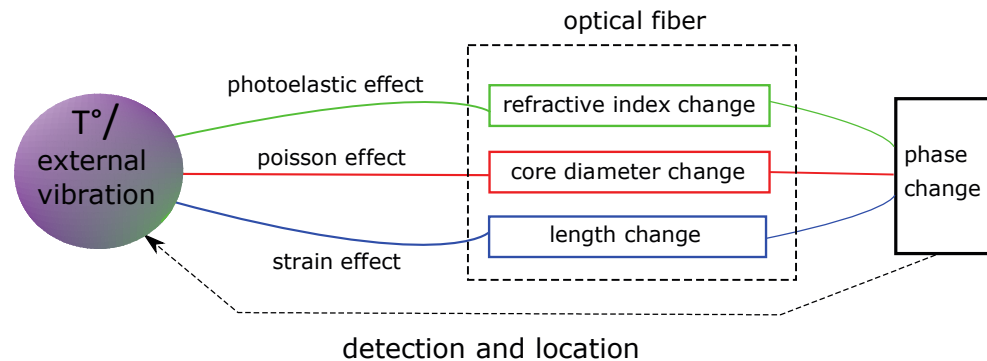 optical fiber
photoelastic effect
refractive index change
T°/
external
vibration
poisson effect
core diameter change
phase
change
length change
strain effect
detection and location